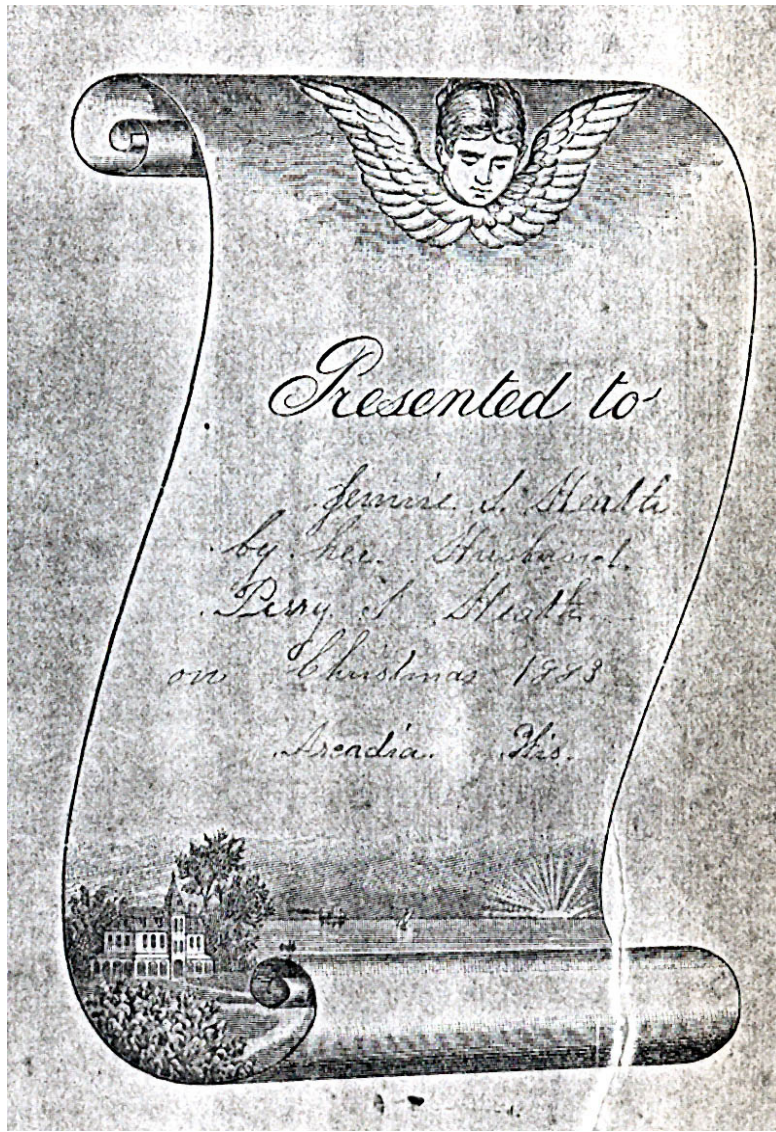 Presented to
Jennie S. Heath
by her Husband
Perry S Heath
on Christmas 1883
Arcadia Wis.